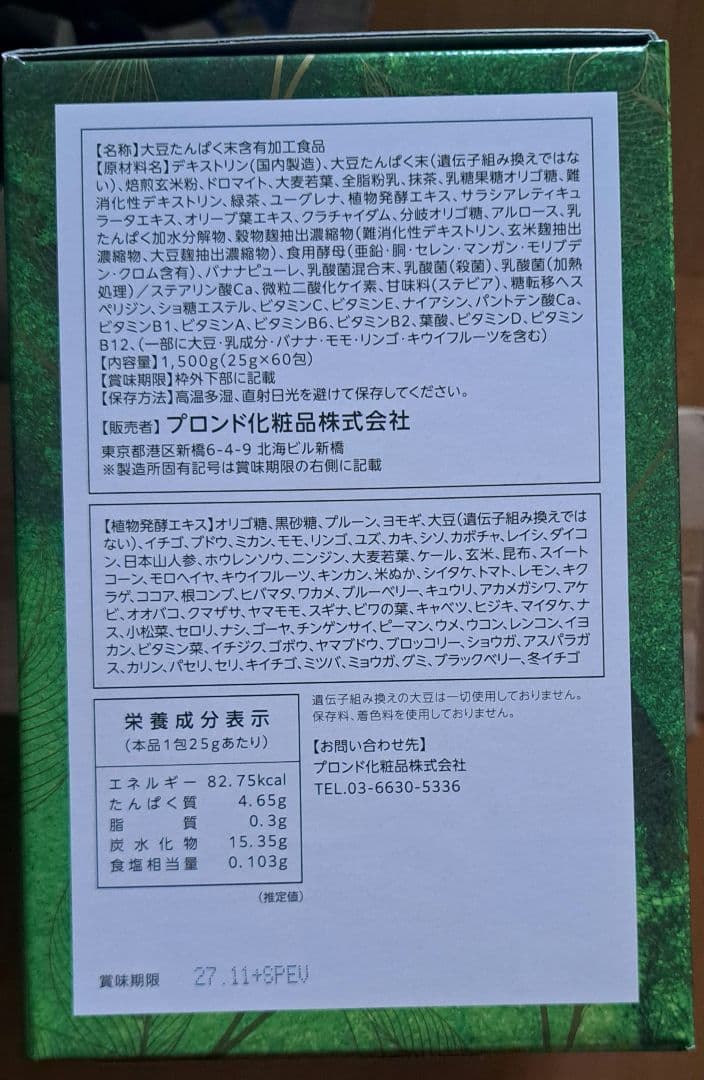 【名称】大豆たんぱく末含有加工食品
【原材料名】デキストリン(国内製造)、大豆たんぱく末(遺伝子組み換えではな
い)、焙煎玄米粉、ドロマイト、大麦若葉、全脂粉乳、抹茶、乳糖果糖オリゴ糖、難
消化性デキストリン、緑茶、ユーグレナ、植物発酵エキス、サラシアレティキュ
ラータエキス、オリーブ葉エキス、クラチャイダム、分岐オリゴ糖、アルロース、乳
たんぱく加水分解物、穀物麹抽出濃縮物(難消化性デキストリン、玄米麹抽出
濃縮物、大豆麹抽出濃縮物)、食用酵母(亜鉛・胴・セレン・マンガン・モリブデ
ン・クロム含有)、バナナピューレ、乳酸菌混合末、乳酸菌(殺菌)、乳酸菌(加熱
処理)／ステアリン酸Ca、微粒二酸化ケイ素、甘味料(ステビア)、糖転移ヘス
ペリジン、ショ糖エステル、ビタミンC、ビタミンE、ナイアシン、パントテン酸Ca、
ビタミンB1、ビタミンA、ビタミンB6、ビタミンB2、葉酸、ビタミンD、ビタミン
B12、(一部に大豆・乳成分・バナナ・モモ・リンゴ・キウイフルーツを含む)
【内容量】1,500g(25g×60包)
【賞味期限】枠外下部に記載
【保存方法】高温多湿、直射日光を避けて保存してください。
【販売者】プロンド化粧品株式会社
東京都港区新橋6-4-9 北海ビル新橋
※製造所固有記号は賞味期限の右側に記載
【植物発酵エキス】オリゴ糖、黒砂糖、プルーン、ヨモギ、大豆(遺伝子組み換えでは
ない)、イチゴ、ブドウ、ミカン、モモ、リンゴ、ユズ、カキ、シソ、カボチャ、レイシ、ダイコ
ン、日本山人参、ホウレンソウ、ニンジン、大麦若葉、ケール、玄米、昆布、スイート
コーン、モロヘイヤ、キウイフルーツ、キンカン、米ぬか、シイタケ、トマト、レモン、キク
ラゲ、ココア、根コンブ、ヒバマタ、ワカメ、ブルーベリー、キュウリ、アカメガシワ、アケ
ビ、オオバコ、クマザサ、ヤマモモ、スギナ、ビワの葉、キャベツ、ヒジキ、マイタケ、ナ
ス、小松菜、セロリ、ナシ、ゴーヤ、チンゲンサイ、ピーマン、ウメ、ウコン、レンコン、イヨ
カン、ビタミン菜、イチジク、ゴボウ、ヤマブドウ、ブロッコリー、ショウガ、アスパラガ
ス、カリン、パセリ、セリ、キイチゴ、ミツバ、ミョウガ、グミ、ブラックベリー、冬イチゴ
栄養成分表示
(本品1包25gあたり)
エネルギー 82.75kcal
たんぱく質 4.65g
脂質 0.3g
炭水化物 15.35g
食塩相当量 0.103g
(推定値)
遺伝子組み換えの大豆は一切使用しておりません。
保存料、着色料を使用しておりません。
【お問い合わせ先】
プロンド化粧品株式会社
TEL.03-6630-5336
賞味期限 27.11+SPEU